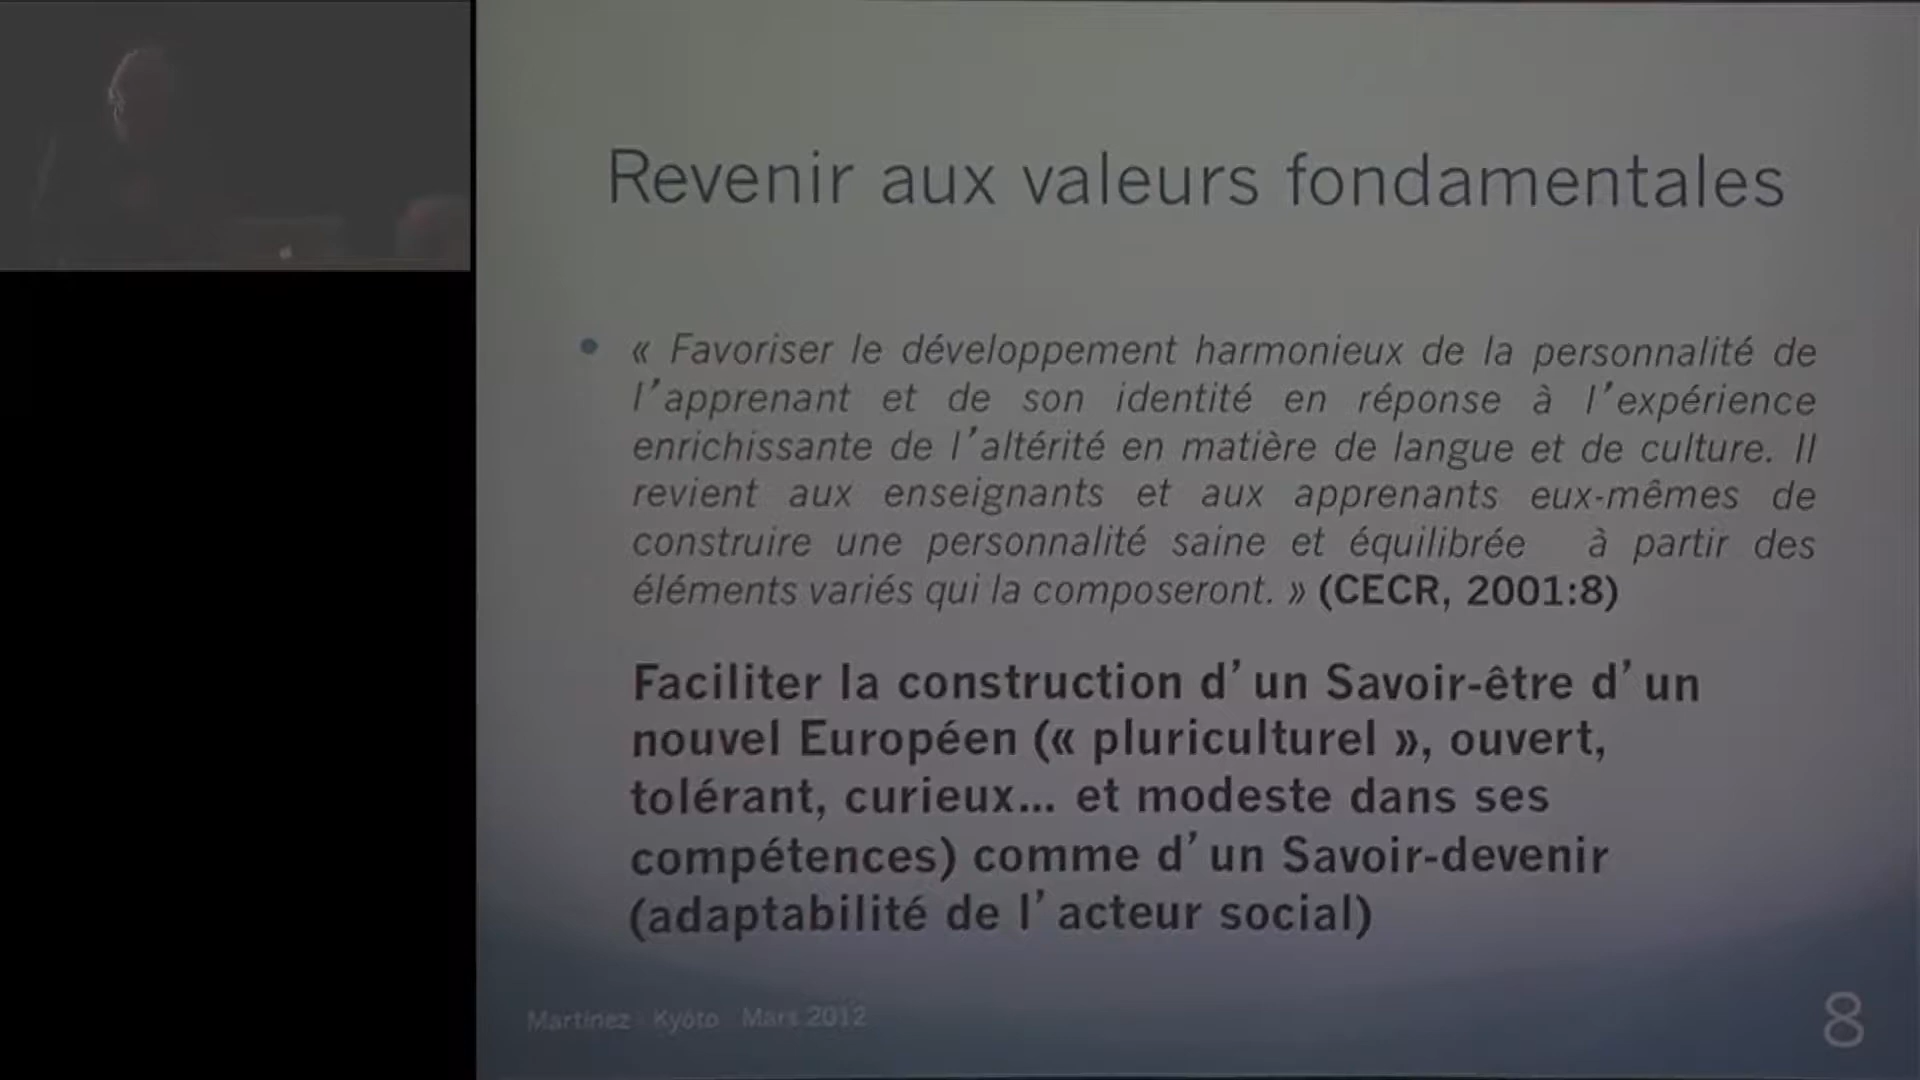 Revenir aux valeurs fondamentales
• « Favoriser le développement harmonieux de la personnalité de
l’apprenant et de son identité en réponse à l’expérience
enrichissante de l’altérité en matière de langue et de culture. Il
revient aux enseignants et aux apprenants eux-mêmes de
construire une personnalité saine et équilibrée à partir des
éléments variés qui la composeront. » (CECR, 2001:8)
Faciliter la construction d’un Savoir-être d’un
nouvel Européen (« pluriculturel », ouvert,
tolérant, curieux... et modeste dans ses
compétences) comme d’un Savoir-devenir
(adaptabilité de l’acteur social)
Martinez - Kyôto Mars 2012
8